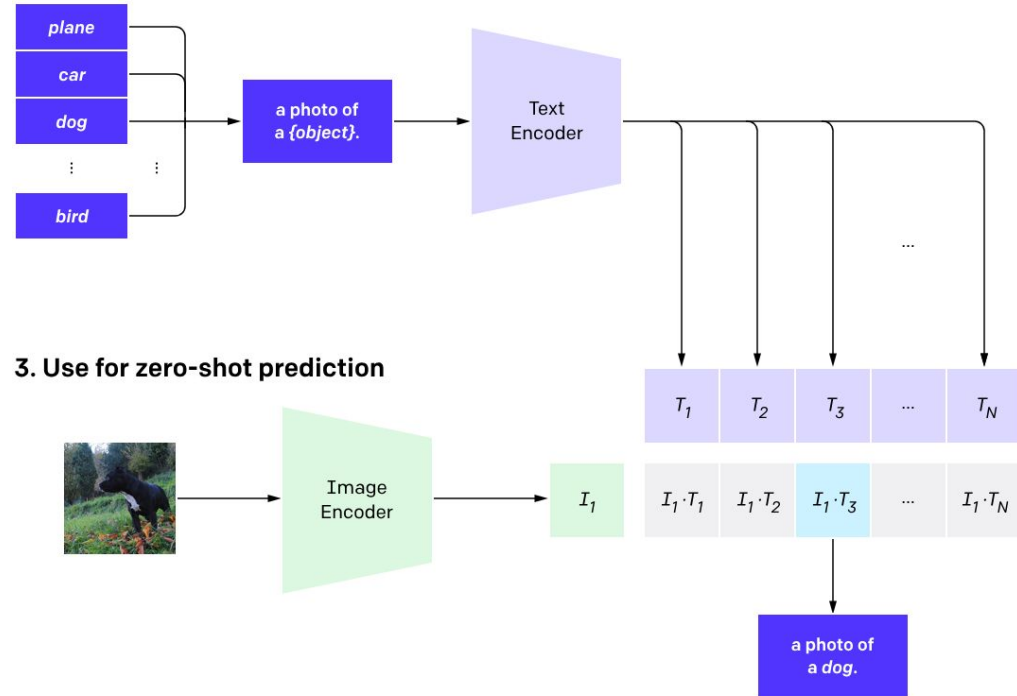 plane
car
dog
⋮ ⋮
bird
a photo of
a {object}.
Text
Encoder
...
3. Use for zero-shot prediction
T1 T2 T3 ... TN
Image
Encoder
I1
I1·T1 I1·T2 I1·T3 ... I1·TN
a photo of
a dog.